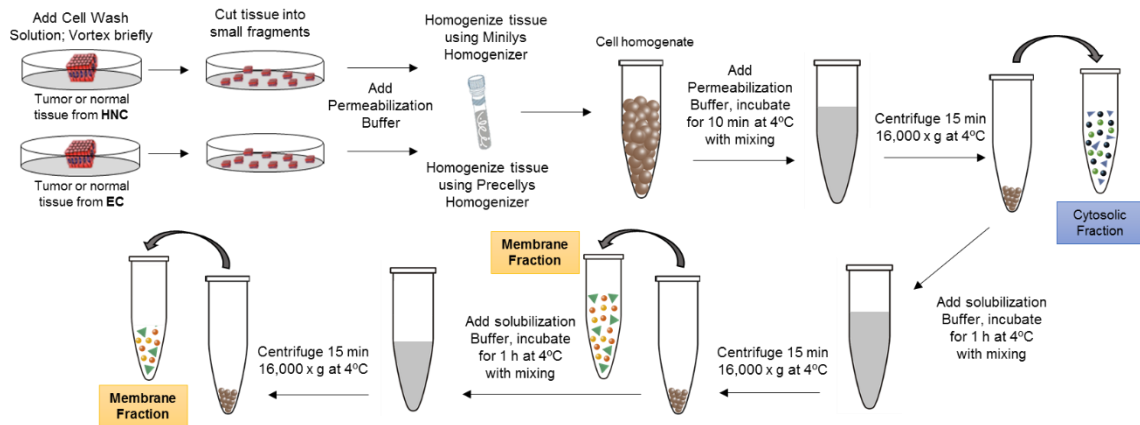 Add Cell Wash
Solution; Vortex briefly
Tumor or normal
tissue from HNC
Tumor or normal
tissue from EC
Cut tissue into
small fragments
Add
Permeabilization
Buffer
Homogenize tissue
using Minilys
Homogenizer
Homogenize tissue
using Precellys
Homogenizer
Cell homogenate
Add
Permeabilization
Buffer, incubate
for 10 min at 4ºC
with mixing
Centrifuge 15 min
16,000 x g at 4ºC
Cytosolic
Fraction
Add solubilization
Buffer, incubate
for 1 h at 4ºC
with mixing
Centrifuge 15 min
16,000 x g at 4ºC
Membrane
Fraction
Add solubilization
Buffer, incubate
for 1 h at 4ºC
with mixing
Centrifuge 15 min
16,000 x g at 4ºC
Membrane
Fraction